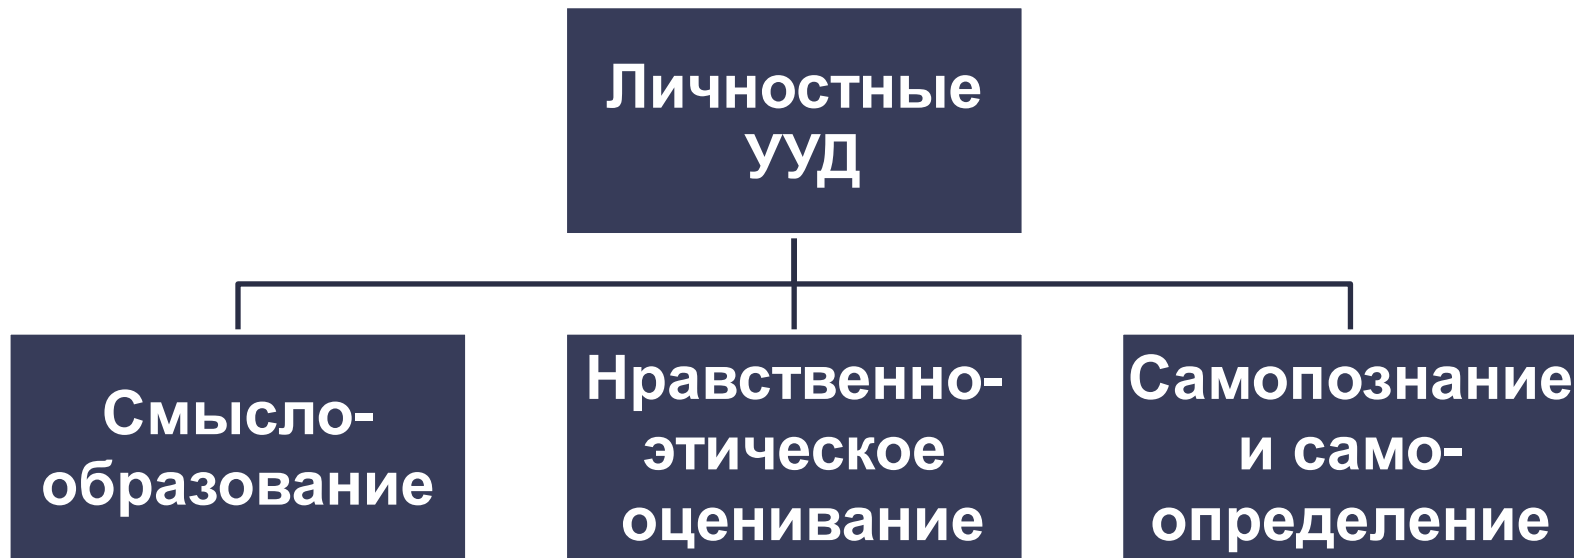 Личностные
УУД
Смысло-
образование
Нравственно-
этическое
оценивание
Самопознание
и само-
определение